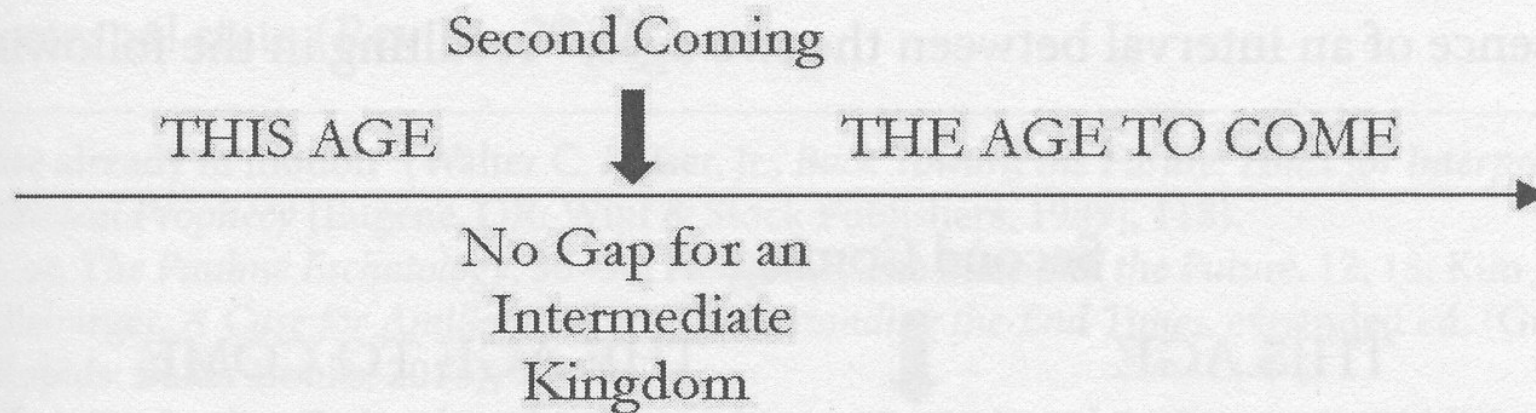 Second Coming
THIS AGE
THE AGE TO COME
No Gap for an
Intermediate
Kingdom